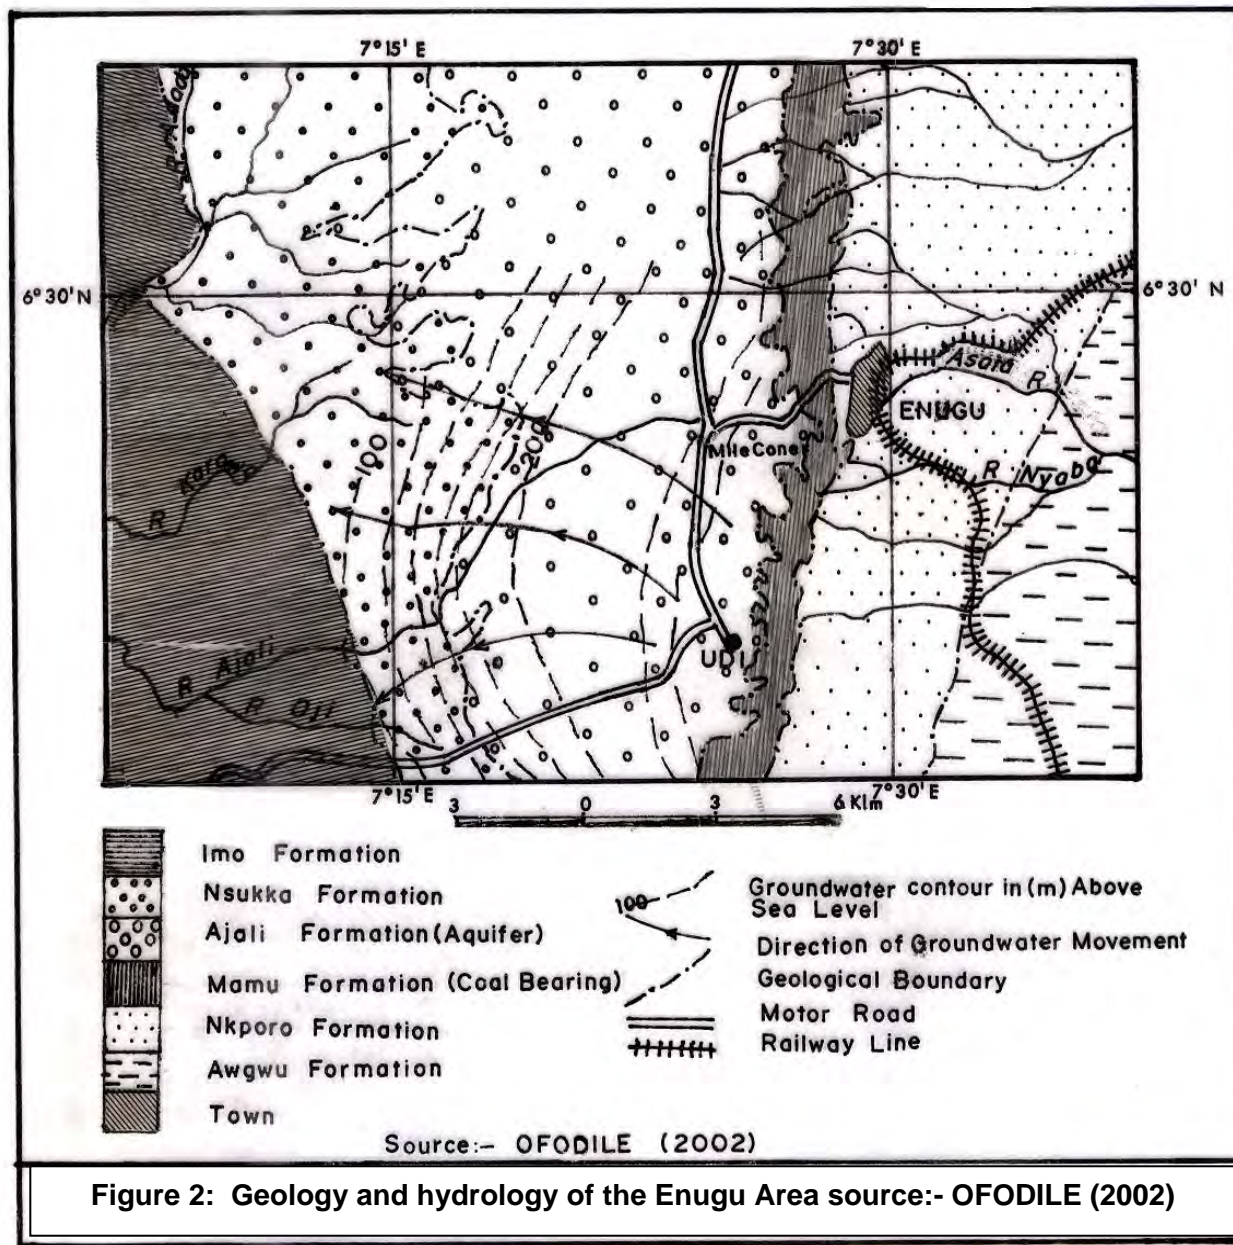 7°15' E
7°30' E
6°30' N
6°30' N
Asata R
ENUGU
Mile Corner
R Nyaba
100
200
R Karawa
R Ajali
R Oji
UDI
7°15' E
7°30' E
3 0 3 6 Klm
Imo Formation
Nsukka Formation
Ajali Formation (Aquifer)
Mamu Formation (Coal Bearing)
Nkporo Formation
Awgwu Formation
Town
100 Groundwater contour in (m) Above
Sea Level
Direction of Groundwater Movement
Geological Boundary
Motor Road
Railway Line
Source:- OFODILE (2002)
Figure 2: Geology and hydrology of the Enugu Area source:- OFODILE (2002)